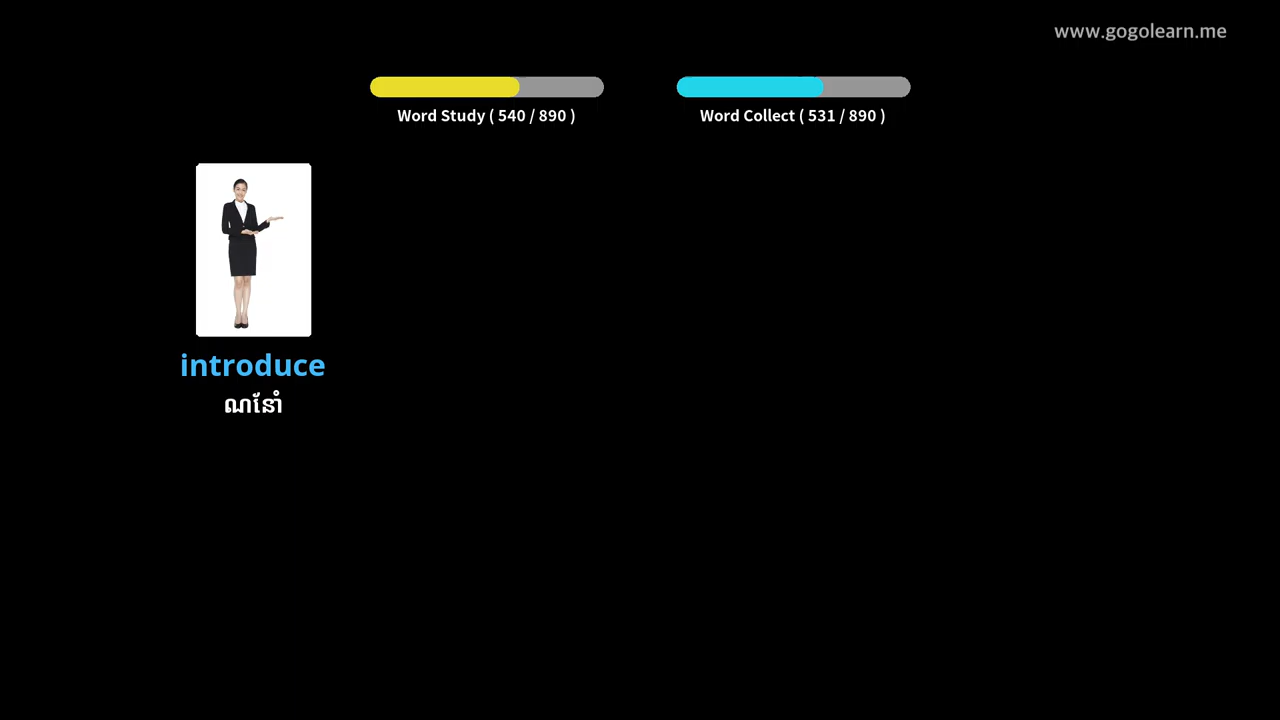 www.gogolearn.me
Word Study ( 540 / 890 )
Word Collect ( 531 / 890 )
introduce
ណែនាំ